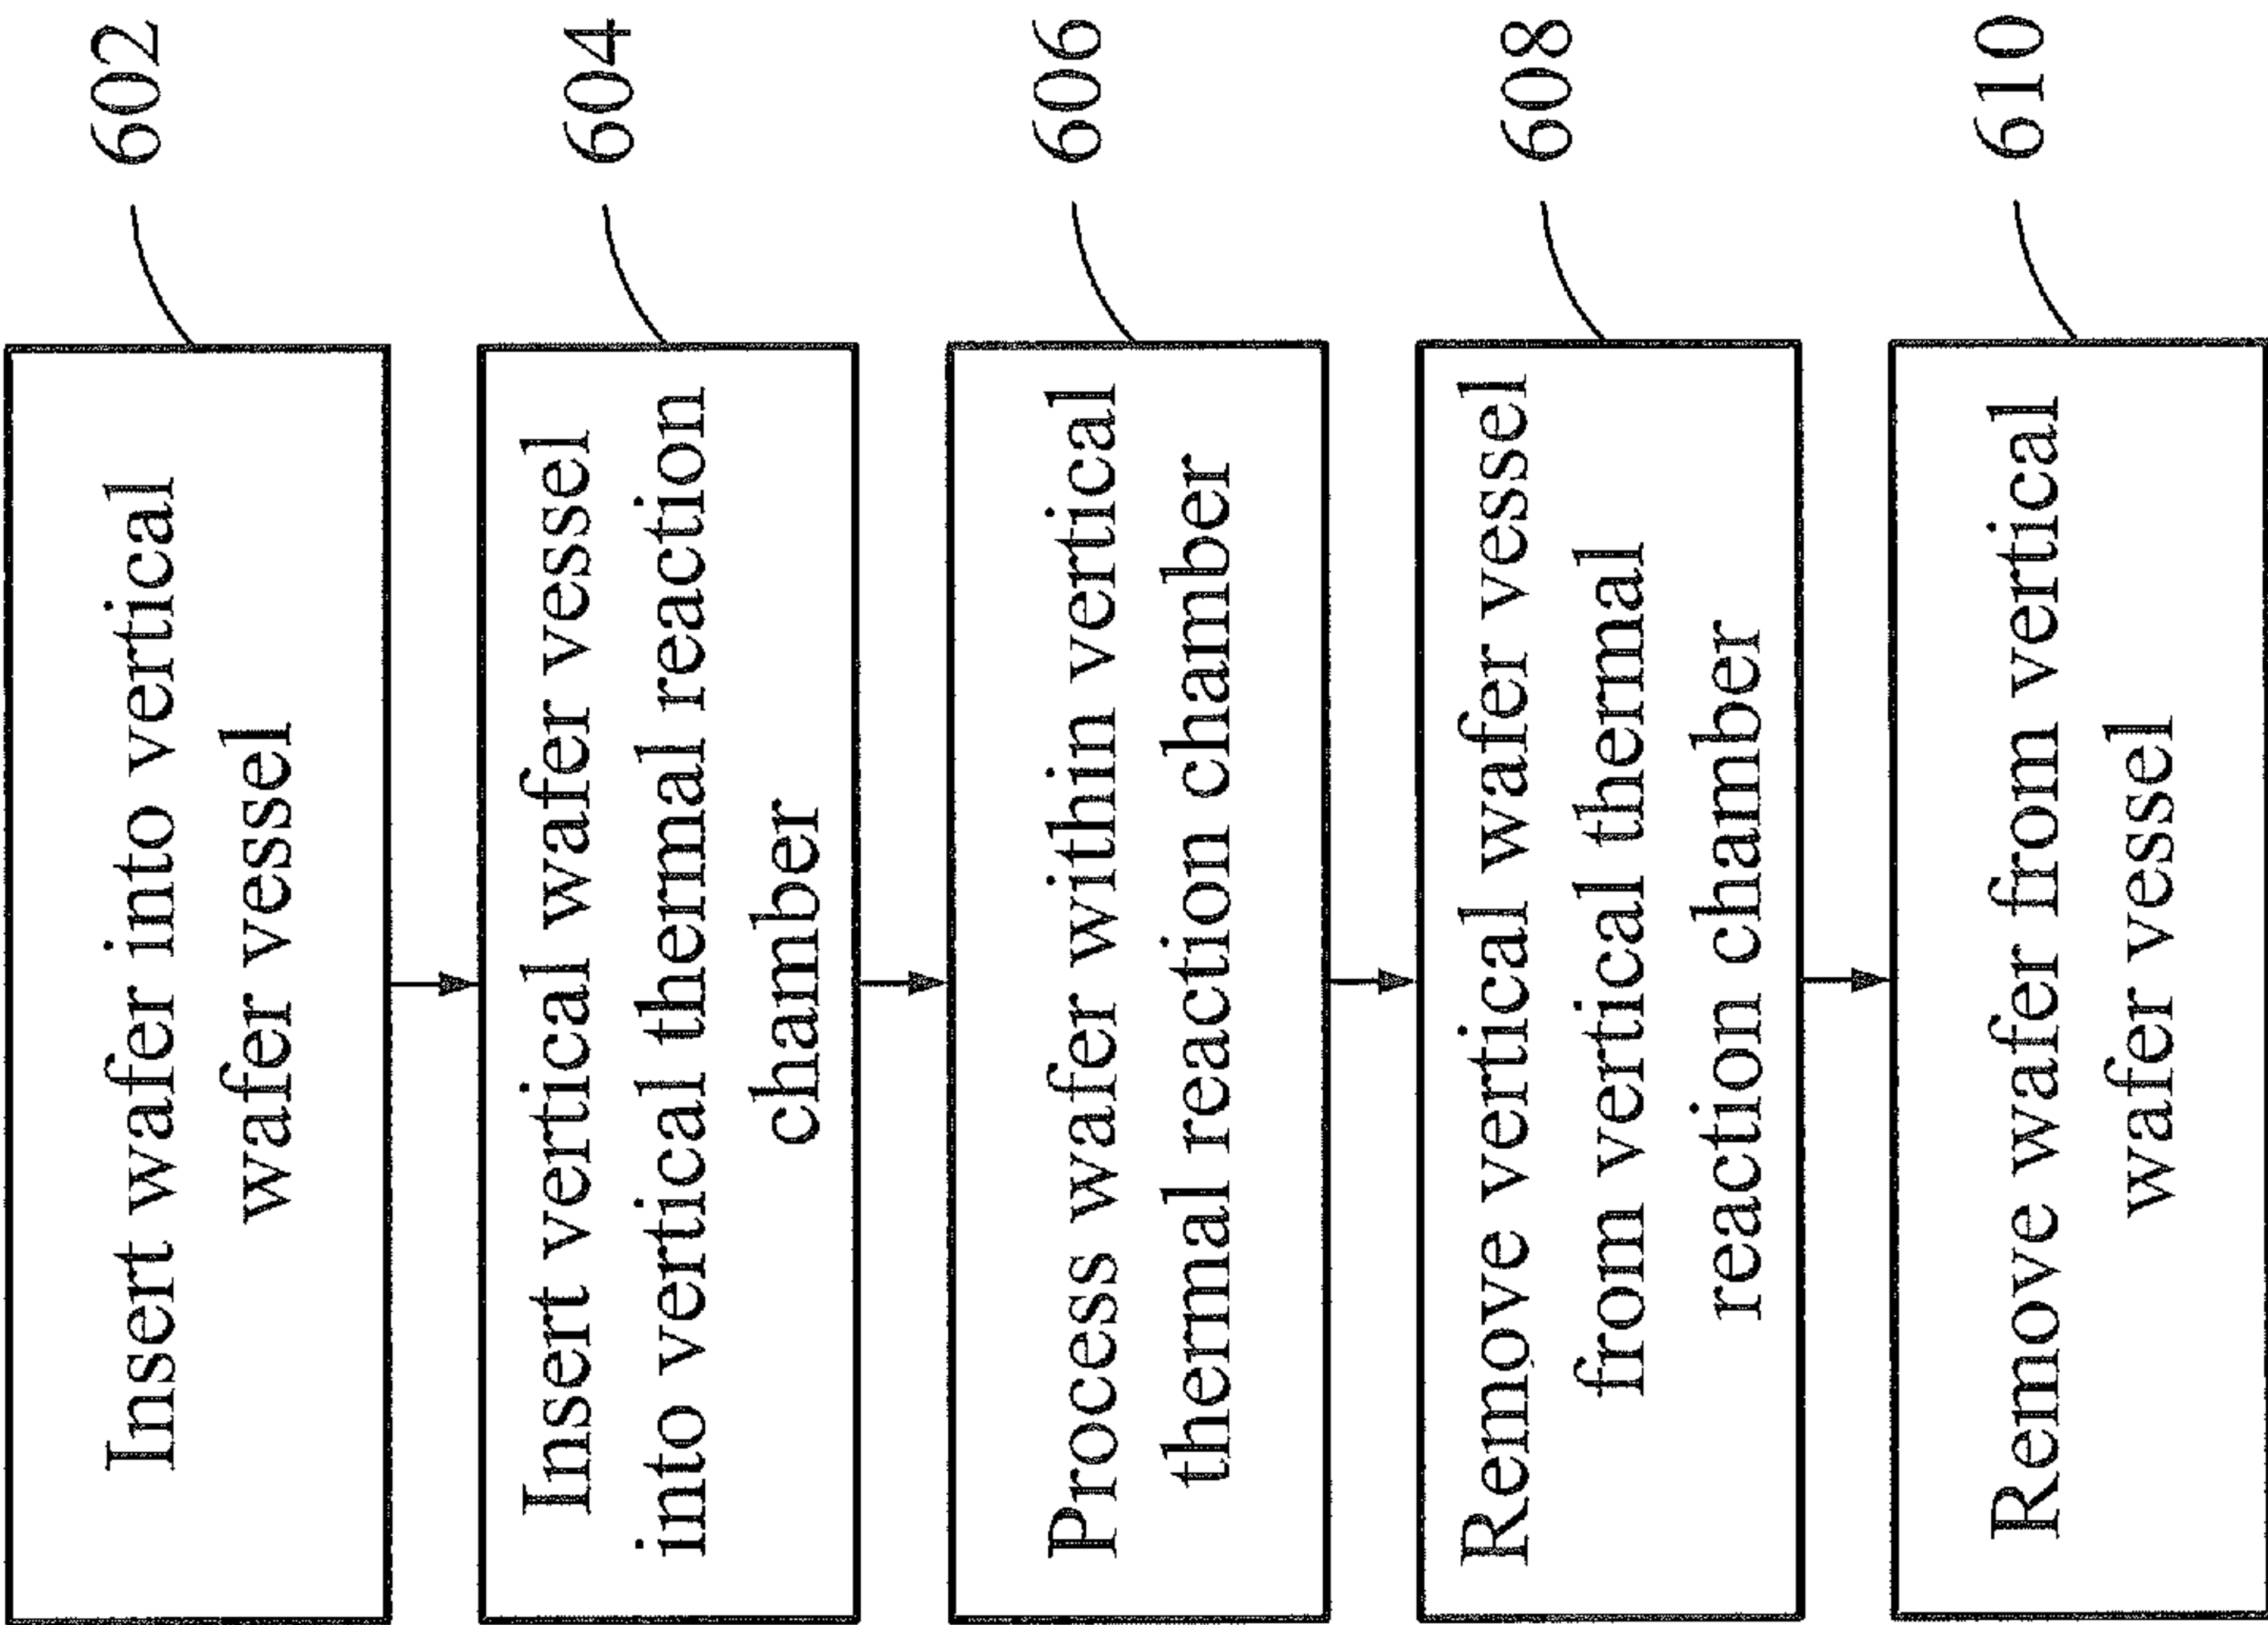 Insert wafer into vertical
wafer vessel
602
Insert vertical wafer vessel
into vertical thermal reaction
chamber
604
Process wafer within vertical
thermal reaction chamber
606
Remove vertical wafer vessel
from vertical thermal
reaction chamber
608
Remove wafer from vertical
wafer vessel
610